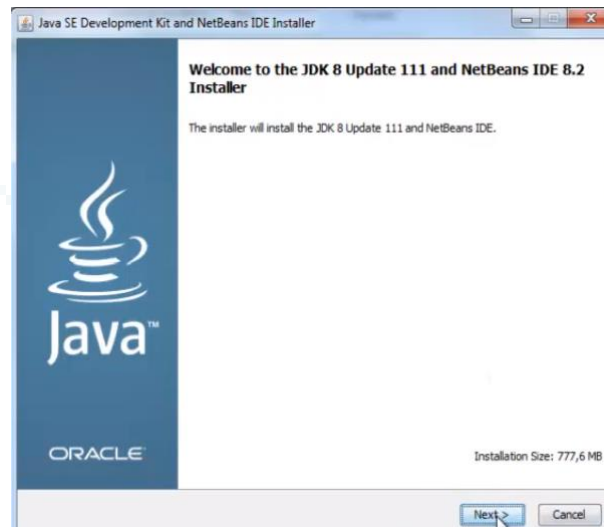 Java SE Development Kit and NetBeans IDE Installer
Welcome to the JDK 8 Update 111 and NetBeans IDE 8.2
Installer
The installer will install the JDK 8 Update 111 and NetBeans IDE.
Java™
ORACLE
Installation Size: 777,6 MB
Next > Cancel